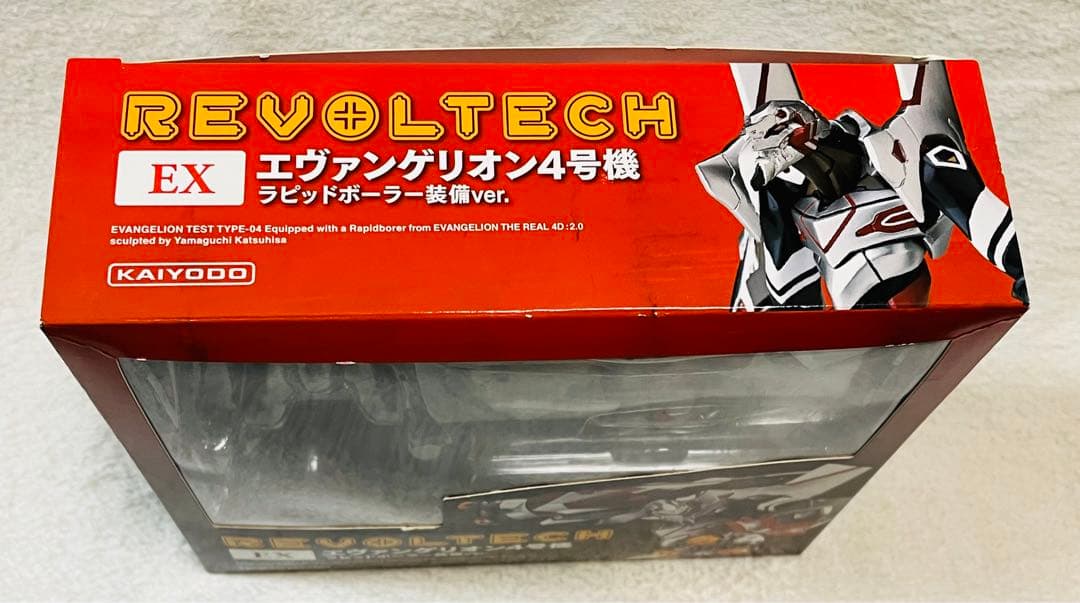 REVOLTECH
EX
エヴァンゲリオン4号機
ラピッドボーラー装備ver.
EVANGELION TEST TYPE-04 Equipped with a Rapidborer from EVANGELION THE REAL 4D:2.0
sculpted by Yamaguchi Katsuhisa
KAIYODO
REVOLTECH
EX
エヴァンゲリオン4号機